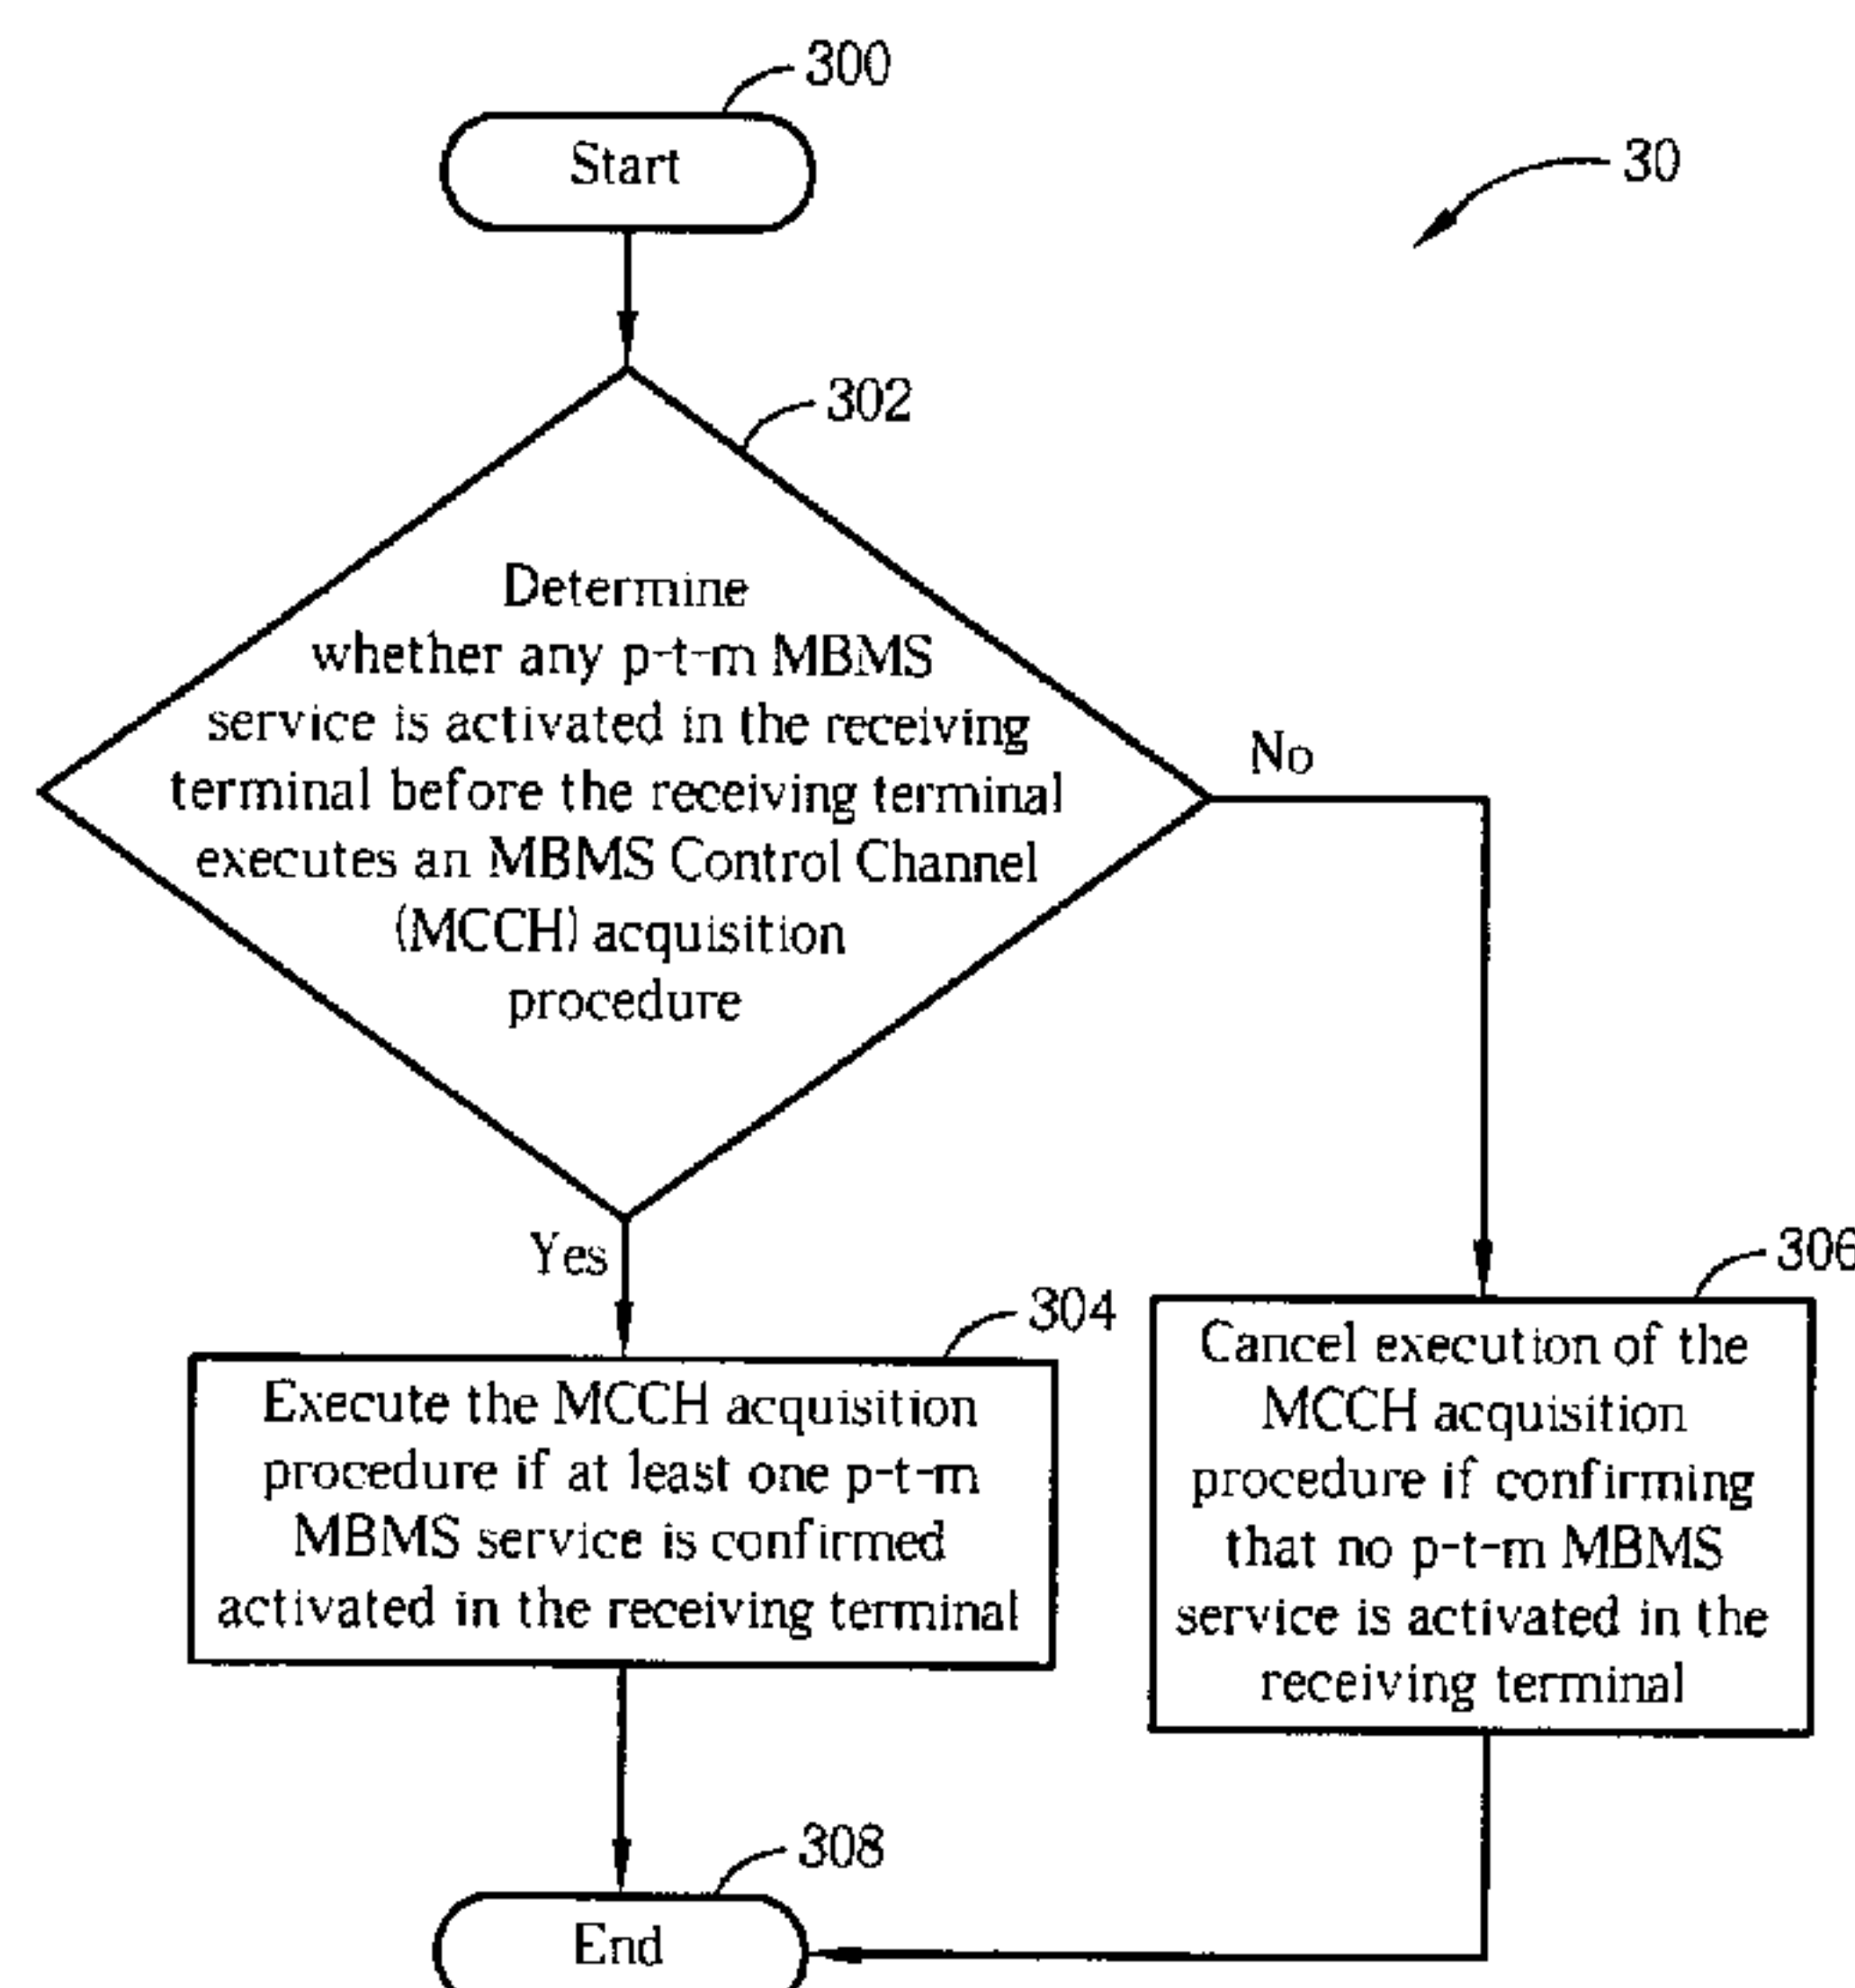 300
Start
30
302
Determine
whether any p-t-m MBMS
service is activated in the receiving
terminal before the receiving terminal
executes an MBMS Control Channel
(MCCH) acquisition
procedure
No
Yes
304
Execute the MCCH acquisition
procedure if at least one p-t-m
MBMS service is confirmed
activated in the receiving terminal
306
Cancel execution of the
MCCH acquisition
procedure if confirming
that no p-t-m MBMS
service is activated in the
receiving terminal
308
End